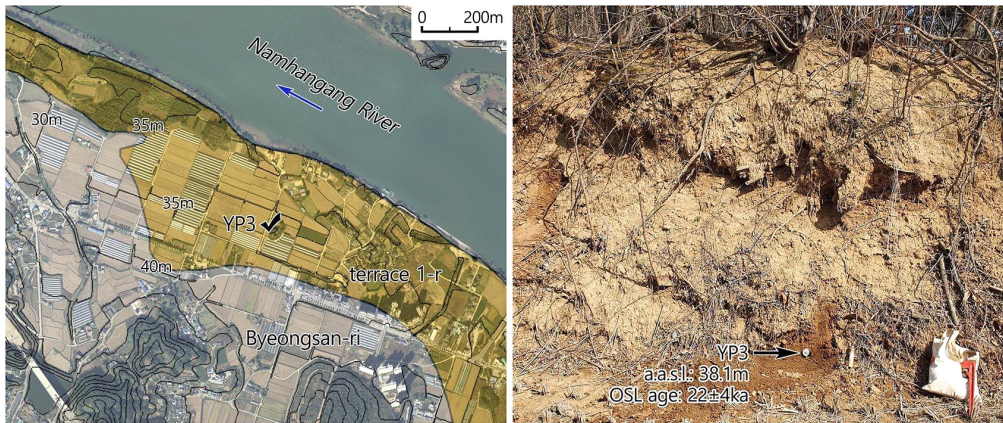 0 200m
Namhangang River
30m
35m
35m
YP3
40m
terrace 1-r
Byeongsan-ri
YP3
a.a.s.l.: 38.1m
OSL age: 22±4ka